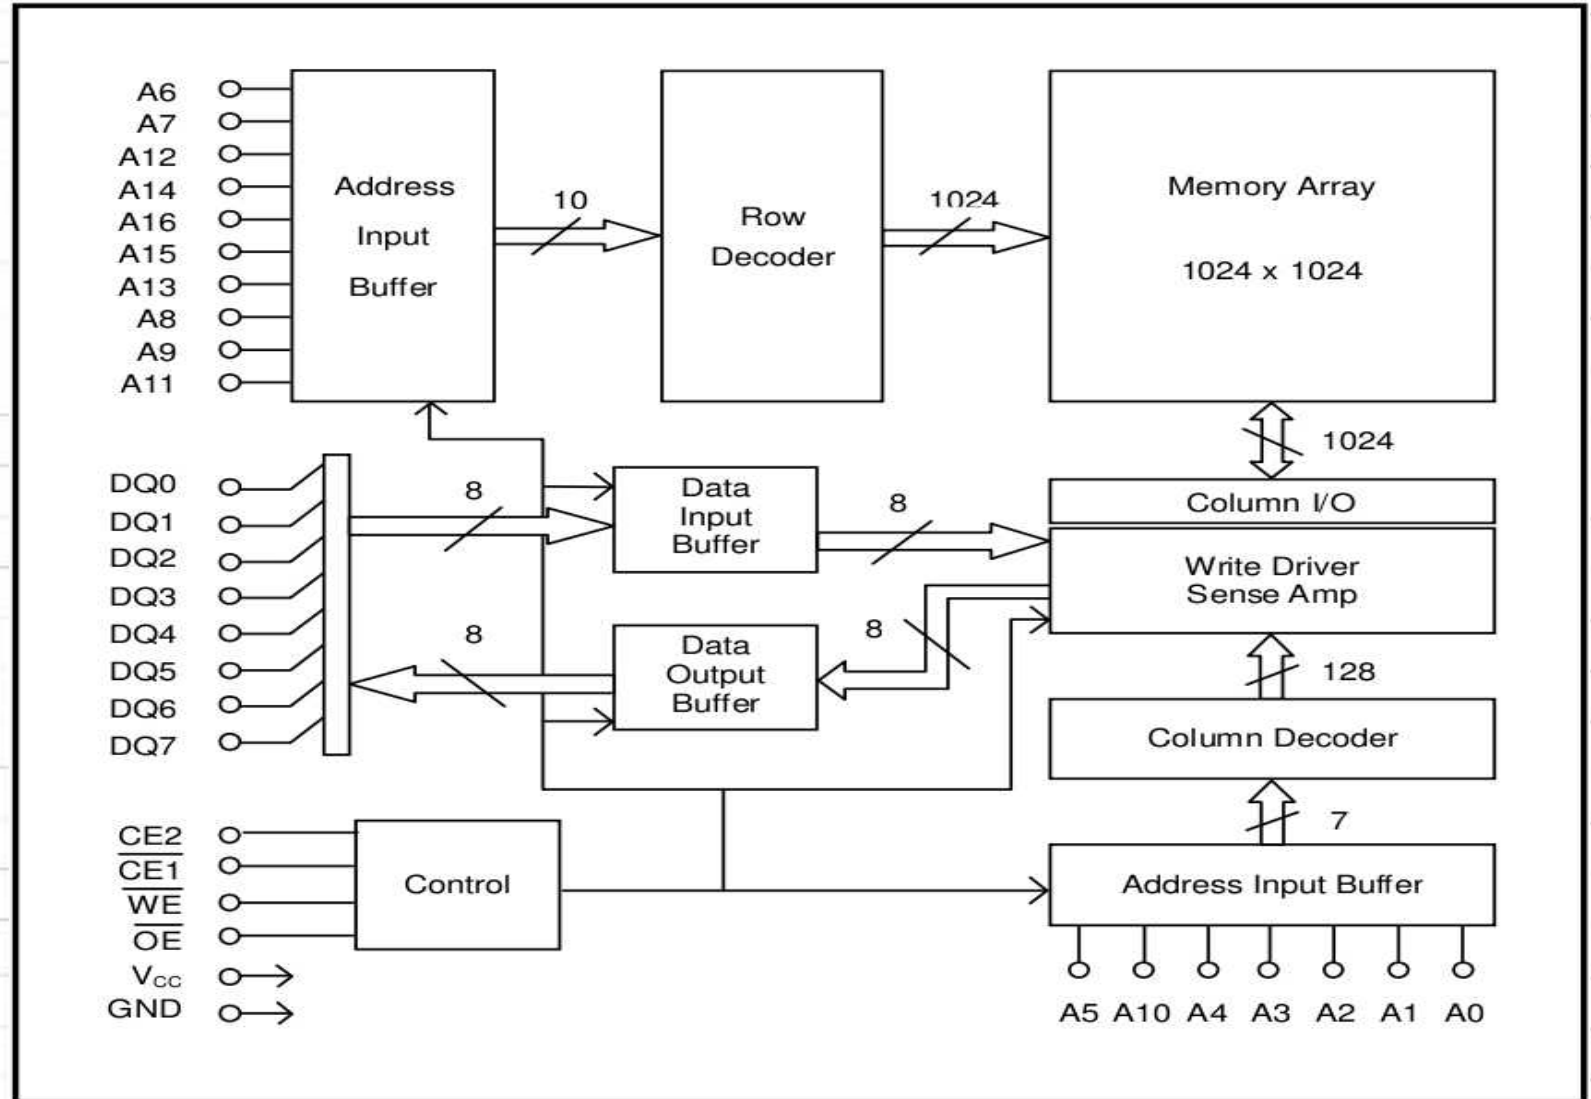 A6
A7
A12
A14
A16
A15
A13
A8
A9
A11
Address
Input
Buffer
10
Row
Decoder
1024
Memory Array
1024 x 1024
1024
Column I/O
Write Driver
Sense Amp
128
Column Decoder
7
Address Input Buffer
A5 A10 A4 A3 A2 A1 A0
DQ0
DQ1
DQ2
DQ3
DQ4
DQ5
DQ6
DQ7
8
Data
Input
Buffer
8
8
Data
Output
Buffer
8
CE2
CE1
WE
OE
VCC
GND
Control